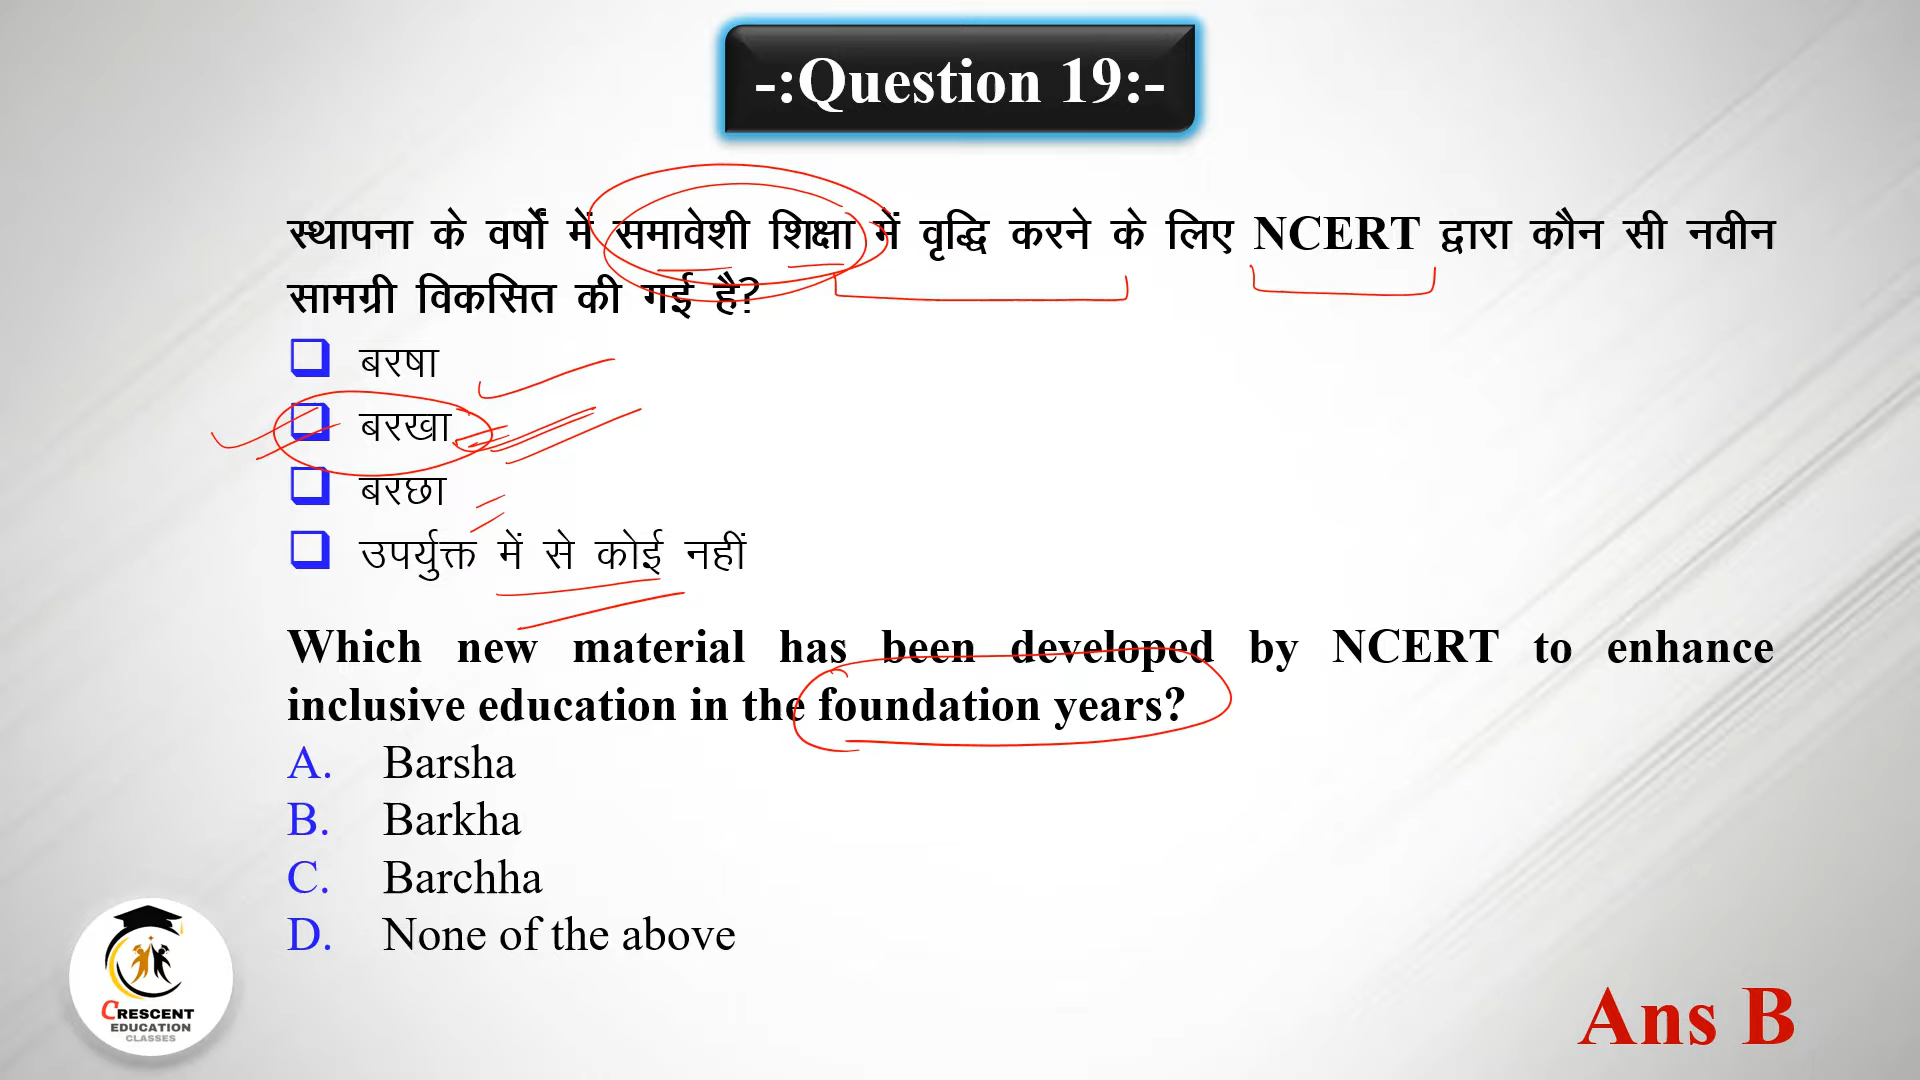 -:Question 19:-
स्थापना के वर्षों में समावेशी शिक्षा में वृद्धि करने के लिए NCERT द्वारा कौन सी नवीन
सामग्री विकसित की गई है?
बरषा
बरखा
बरछा
उपर्युक्त में से कोई नहीं
Which new material has been developed by NCERT to enhance
inclusive education in the foundation years?
A. Barsha
B. Barkha
C. Barchha
D. None of the above
CRESCENT
EDUCATION
CLASSES
Ans B